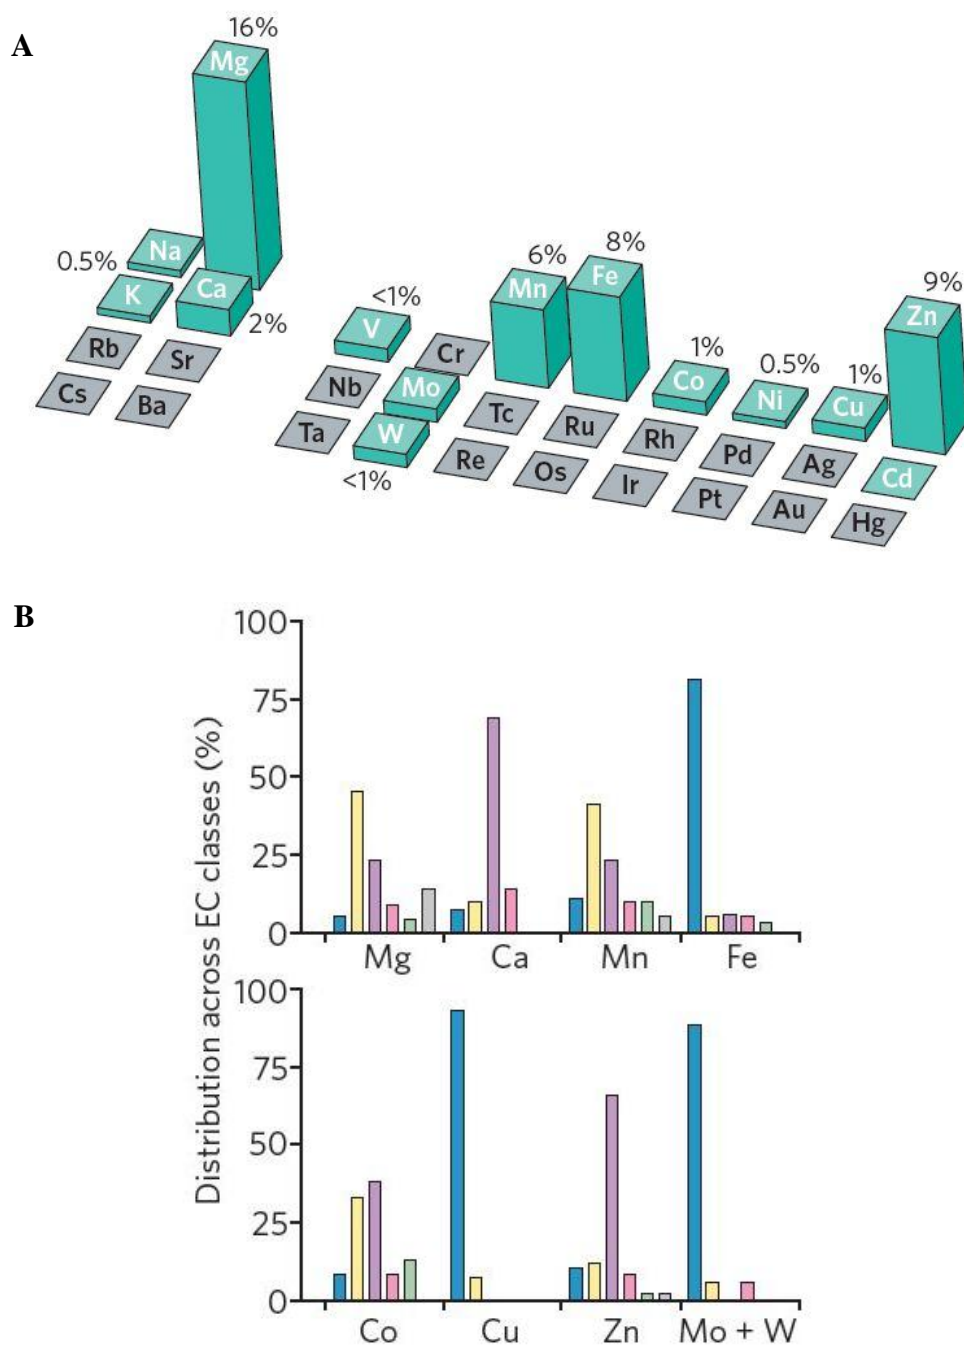 A
16%
Mg
Na
0.5%
K
Ca
2%
Rb
Sr
Cs
Ba
<1%
V
Cr
Nb
Mo
Ta
W
<1%
6%
Mn
8%
Fe
Tc
Ru
Re
Os
1%
Co
0.5%
Ni
1%
Cu
9%
Zn
Rh
Pd
Ag
Cd
Ir
Pt
Au
Hg
B
Distribution across EC classes (%)
100
75
50
25
0
Mg Ca Mn Fe
100
75
50
25
0
Co Cu Zn Mo + W